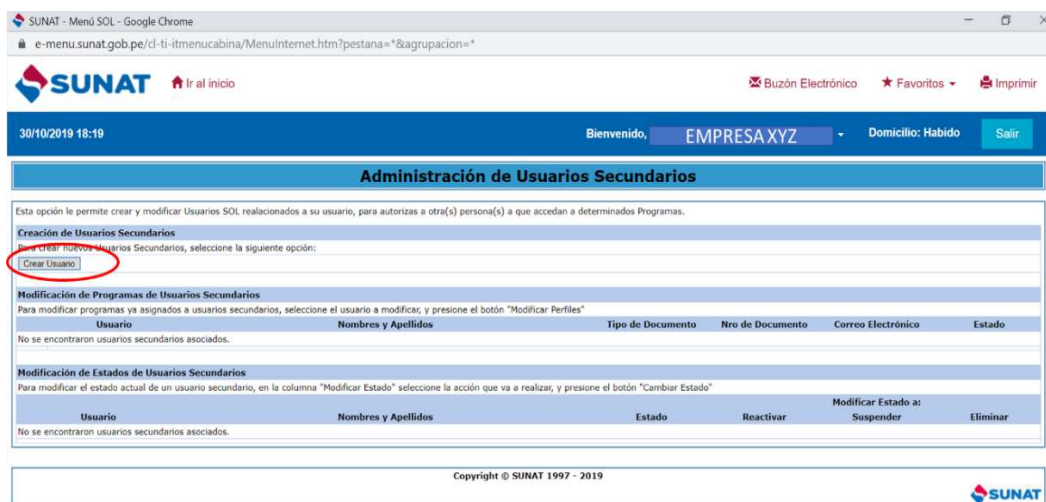 SUNAT - Menú SOL - Google Chrome
e-menu.sunat.gob.pe/cl-ti-itmenucabina/MenuInternet.htm?pestana=*&agrupacion=*
SUNAT Ir al inicio Buzón Electrónico Favoritos Imprimir
30/10/2019 18:19 Bienvenido, EMPRESA XYZ Domicilio: Habido Salir
Administración de Usuarios Secundarios
Esta opción le permite crear y modificar Usuarios SOL realacionados a su usuario, para autorizas a otra(s) persona(s) a que accedan a determinados Programas.
Creación de Usuarios Secundarios
Para crear nuevos Usuarios Secundarios, seleccione la siguiente opción:
Crear Usuario
Modificación de Programas de Usuarios Secundarios
Para modificar programas ya asignados a usuarios secundarios, seleccione el usuario a modificar, y presione el botón "Modificar Perfiles"
Usuario Nombres y Apellidos Tipo de Documento Nro de Documento Correo Electrónico Estado
No se encontraron usuarios secundarios asociados.
Modificación de Estados de Usuarios Secundarios
Para modificar el estado actual de un usuario secundario, en la columna "Modificar Estado" seleccione la acción que va a realizar, y presione el botón "Cambiar Estado"
Modificar Estado a:
Usuario Nombres y Apellidos Estado Reactivar Suspender Eliminar
No se encontraron usuarios secundarios asociados.
Copyright © SUNAT 1997 - 2019
SUNAT